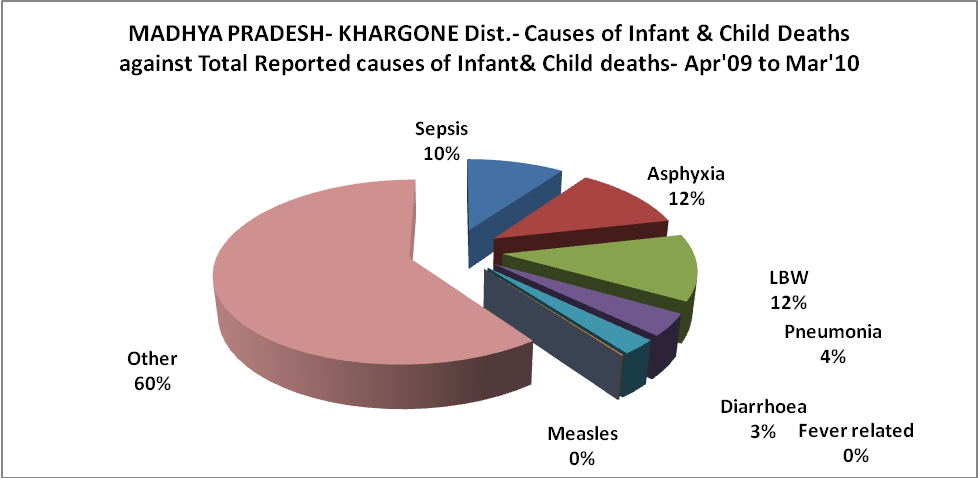 MADHYA PRADESH- KHARGONE Dist.- Causes of Infant & Child Deaths
against Total Reported causes of Infant& Child deaths- Apr'09 to Mar'10
Sepsis
10%
Asphyxia
12%
LBW
12%
Pneumonia
4%
Diarrhoea
3%
Fever related
0%
Measles
0%
Other
60%